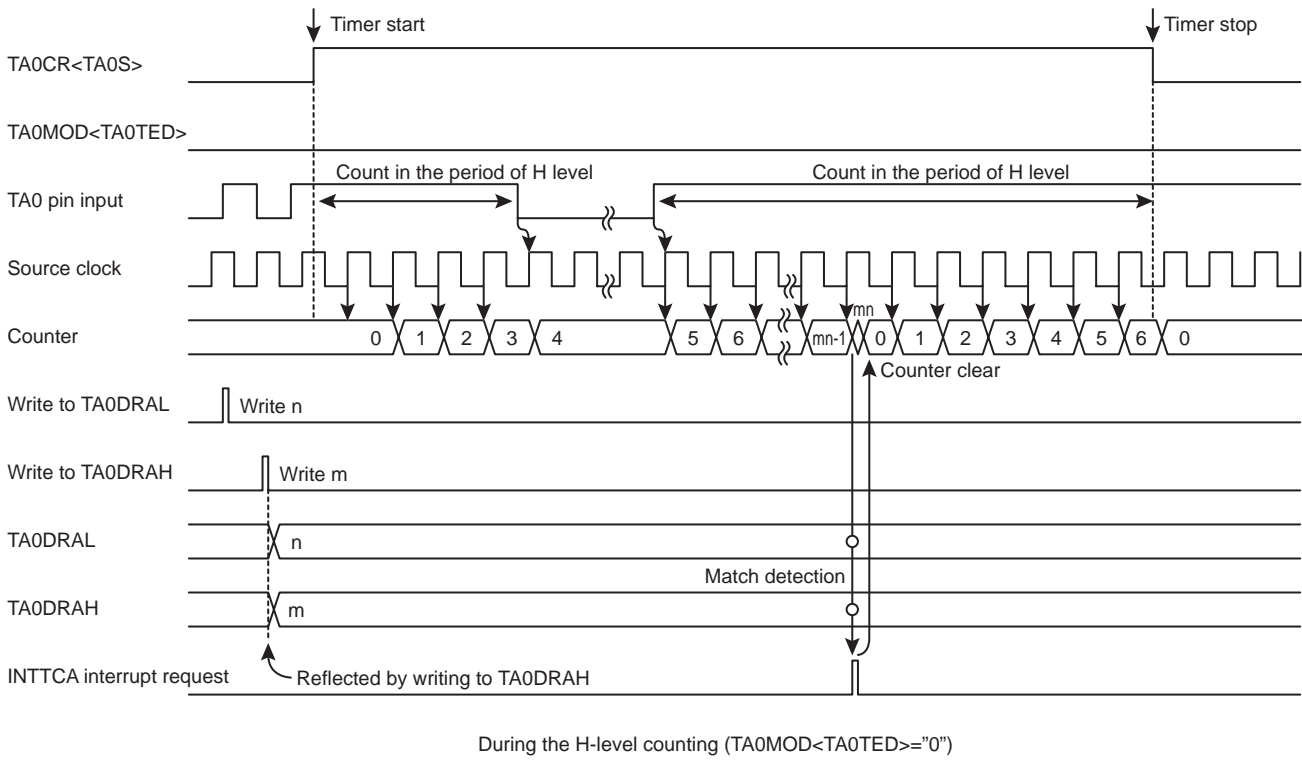 Timer start
Timer stop
TA0CR<TA0S>
TA0MOD<TA0TED>
Count in the period of H level
Count in the period of H level
TA0 pin input
Source clock
mn
Counter
0 1 2 3 4 5 6 mn-1 0 1 2 3 4 5 6 0
Counter clear
Write to TA0DRAL
Write n
Write to TA0DRAH
Write m
TA0DRAL
n
Match detection
TA0DRAH
m
INTTCA interrupt request
Reflected by writing to TA0DRAH
During the H-level counting (TA0MOD<TA0TED>=”0”)